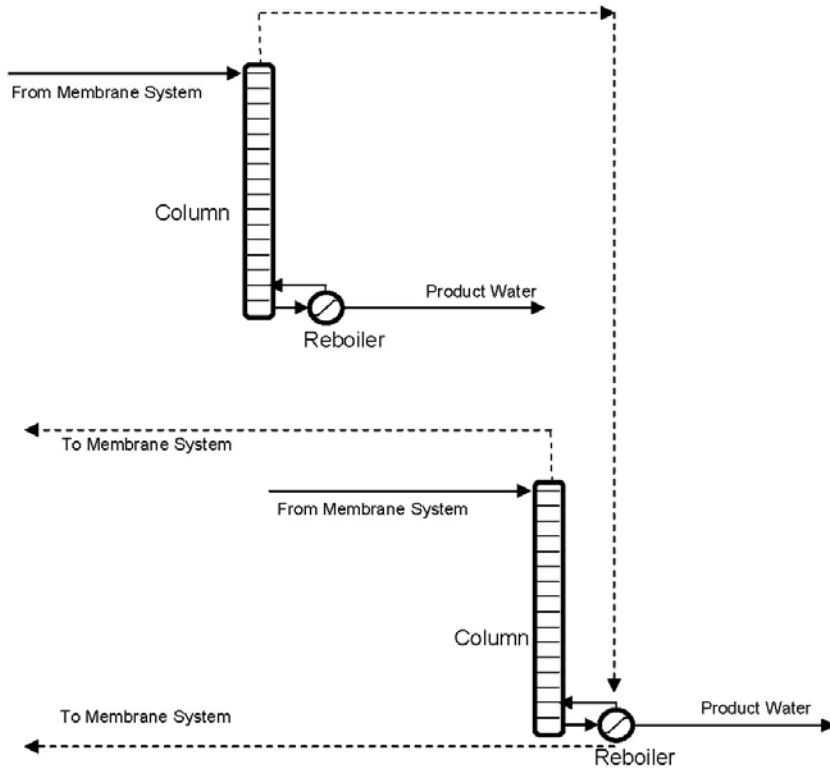 From Membrane System
Column
Product Water
Reboiler
To Membrane System
From Membrane System
Column
Product Water
To Membrane System
Reboiler